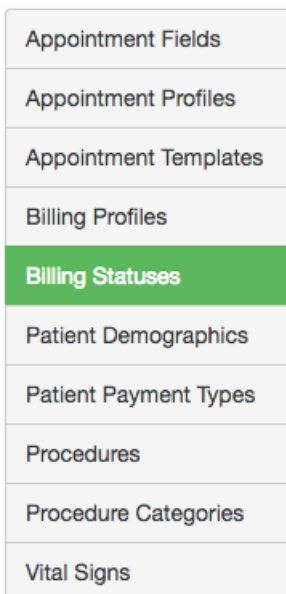 Appointment Fields
Appointment Profiles
Appointment Templates
Billing Profiles
Billing Statuses
Patient Demographics
Patient Payment Types
Procedures
Procedure Categories
Vital Signs